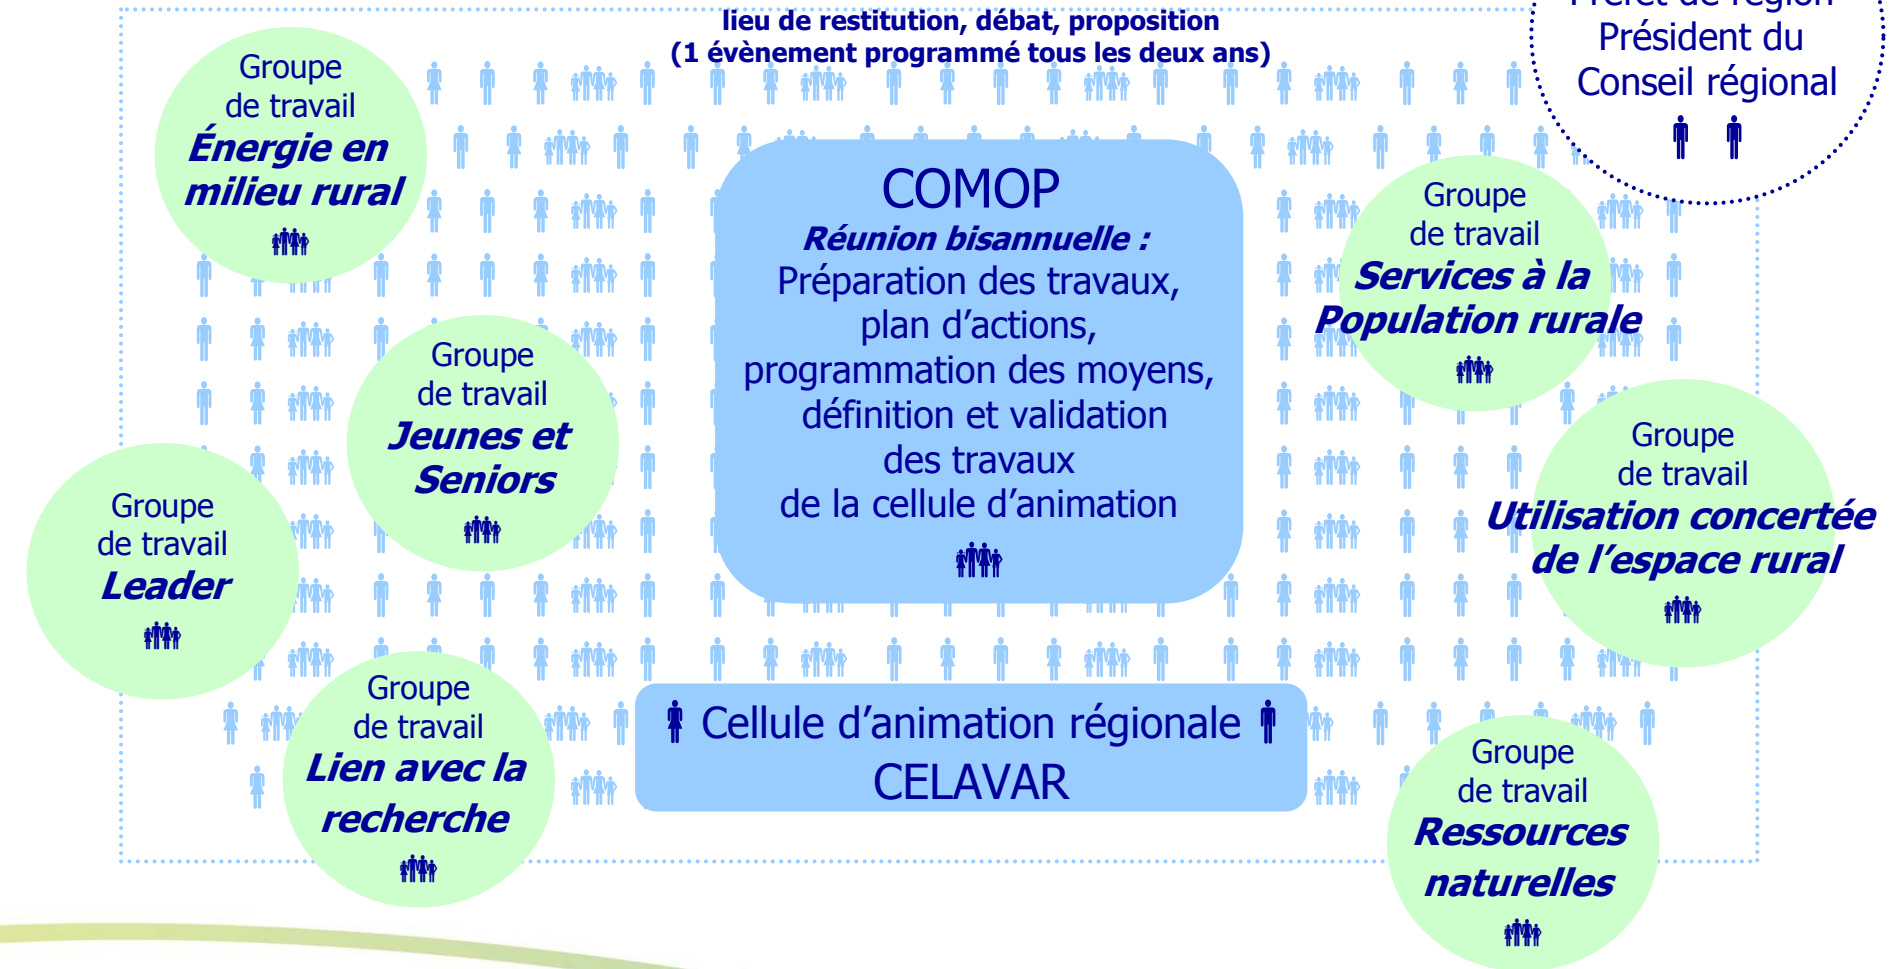 lieu de restitution, débat, proposition
(1 évènement programmé tous les deux ans)
Préfet de région
Président du
Conseil régional
Groupe
de travail
Énergie en
milieu rural
COMOP
Réunion bisannuelle :
Préparation des travaux,
plan d’actions,
programmation des moyens,
définition et validation
des travaux
de la cellule d’animation
Groupe
de travail
Services à la
Population rurale
Groupe
de travail
Jeunes et
Seniors
Groupe
de travail
Utilisation concertée
de l’espace rural
Groupe
de travail
Leader
Groupe
de travail
Lien avec la
recherche
Cellule d’animation régionale
CELAVAR
Groupe
de travail
Ressources
naturelles